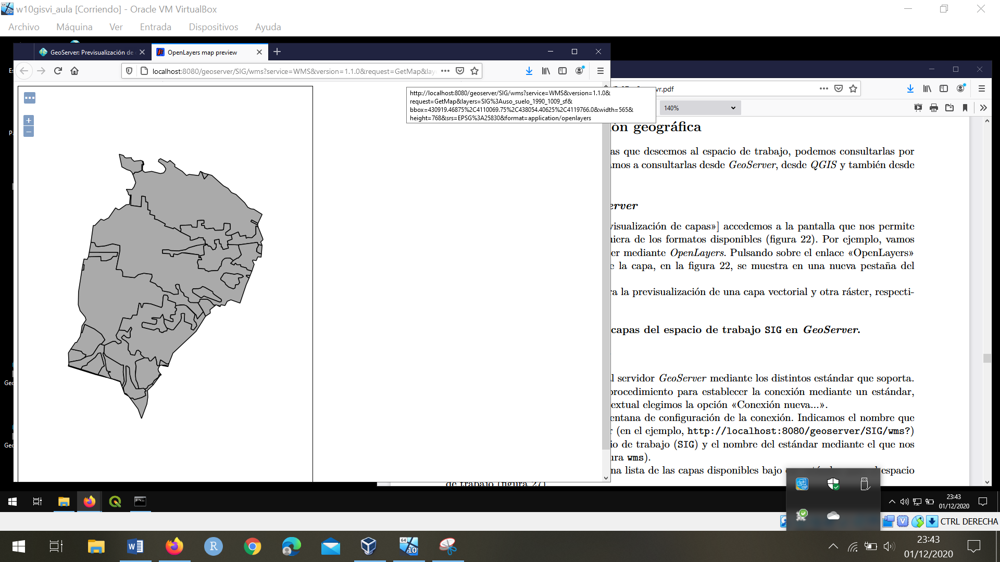 w10gisvi_aula [Corriendo] - Oracle VM VirtualBox
Archivo Máquina Ver Entrada Dispositivos Ayuda
GeoServer: Previsualización de
OpenLayers map preview
localhost:8080/geoserver/SIG/wms?service=WMS&version=1.1.0&request=GetMap&lay
http://localhost:8080/geoserver/SIG/wms?service=WMS&version=1.1.0&
request=GetMap&layers=SIG%3Auso_suelo_1990_1009_sf&
bbox=430919.46875%2C4110069.75%2C438054.40625%2C4119766.0&width=565&
height=768&srs=EPSG%3A25830&format=application/openlayers
vr.pdf
140%
ón geográfica
as que deseemos al espacio de trabajo, podemos consultarlas por
amos a consultarlas desde GeoServer, desde QGIS y también desde
erver
visualización de capas»] accedemos a la pantalla que nos permite
uiera de los formatos disponibles (figura 22). Por ejemplo, vamos
er mediante OpenLayers. Pulsando sobre el enlace «OpenLayers»
e la capa, en la figura 22, se muestra en una nueva pestaña del
ra la previsualización de una capa vectorial y otra ráster, respecti-
capas del espacio de trabajo SIG en GeoServer.
al servidor GeoServer mediante los distintos estándar que soporta.
procedimiento para establecer la conexión mediante un estándar,
extual elegimos la opción «Conexión nueva...».
entana de configuración de la conexión. Indicamos el nombre que
r (en el ejemplo, http://localhost:8080/geoserver/SIG/wms?)
io de trabajo (SIG) y el nombre del estándar mediante el que nos
ura wms).
na lista de las capas disponibles bajo espacio
de trabajo (figura 27)
Geo
Geo
23:43
01/12/2020
CTRL DERECHA
23:43
01/12/2020